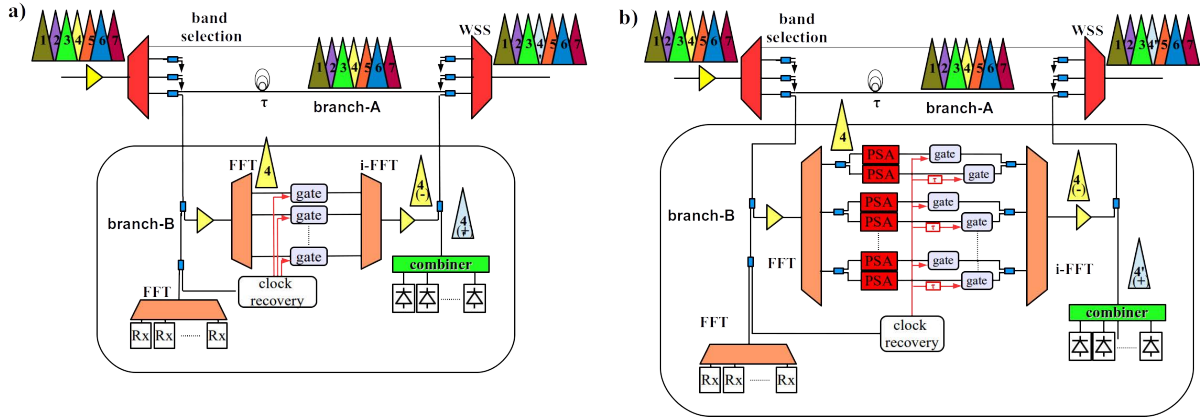 a)
band
selection
WSS
1 2 3 4 5 6 7
1 2 3 4 5 6 7
1 2 3 4' 5 6 7
τ
branch-A
FFT
4
i-FFT
4
(-)
gate
gate
gate
branch-B
4
(+)
FFT
clock
recovery
combiner
Rx Rx Rx
b)
band
selection
WSS
1 2 3 4 5 6 7
1 2 3 4 5 6 7
1 2 3 4' 5 6 7
τ
branch-A
4
PSA
gate
PSA
τ
gate
4
(-)
branch-B
PSA
gate
PSA
τ
gate
FFT
PSA
gate
i-FFT
4'
(+)
PSA
τ
gate
FFT
clock
recovery
combiner
Rx Rx Rx